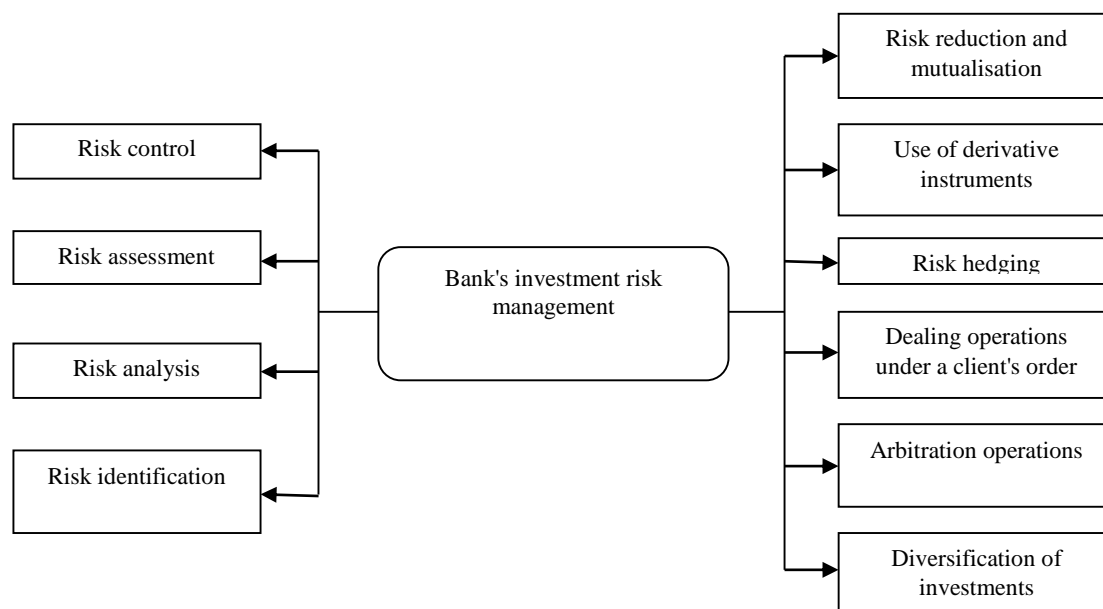 Risk control
Risk assessment
Risk analysis
Risk identification
Bank's investment risk
management
Risk reduction and
mutualisation
Use of derivative
instruments
Risk hedging
Dealing operations
under a client's order
Arbitration operations
Diversification of
investments